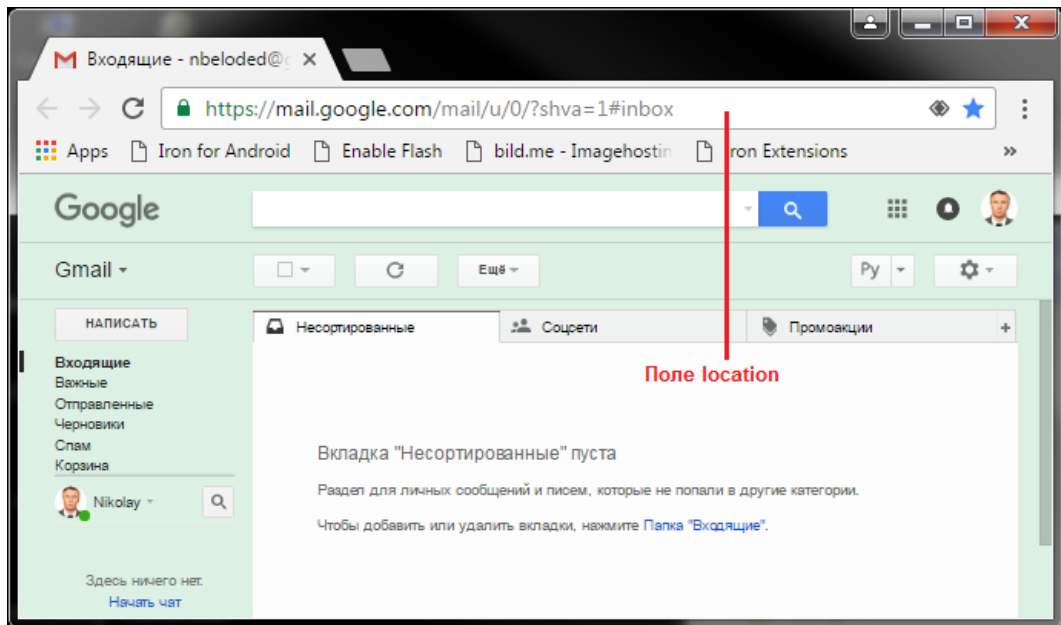 Входящие - nbeloded@g
https://mail.google.com/mail/u/0/?shva=1#inbox
Apps Iron for Android Enable Flash bild.me - Imagehostin Iron Extensions »
Google
Gmail Ещё Ру
НАПИСАТЬ Несортированные Соцсети Промоакции +
Входящие
Важные
Отправленные
Черновики
Спам
Корзина
Nikolay
Поле location
Вкладка "Несортированные" пуста
Раздел для личных сообщений и писем, которые не попали в другие категории.
Чтобы добавить или удалить вкладки, нажмите Папка "Входящие".
Здесь ничего нет.
Начать чат